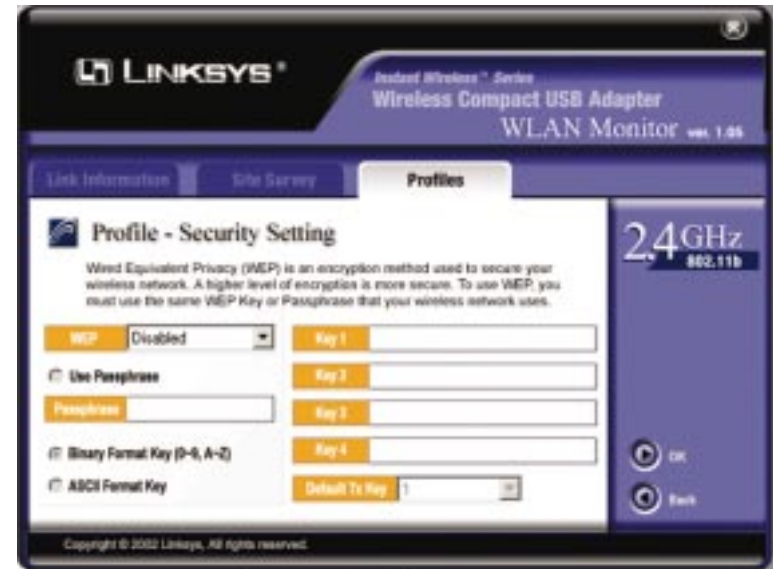 LINKSYS®
Instant Wireless™ Series
Wireless Compact USB Adapter
WLAN Monitor ver. 1.05
Link Information
Site Survey
Profiles
Profile - Security Setting
Wired Equivalent Privacy (WEP) is an encryption method used to secure your
wireless network. A higher level of encryption is more secure. To use WEP, you
must use the same WEP Key or Passphrase that your wireless network uses.
WEP Disabled
Use Passphrase
Passphrase
Binary Format Key (0~9, A~Z)
ASCII Format Key
Key 1
Key 2
Key 3
Key 4
Default Tx Key 1
2.4GHz
802.11b
OK
Back
Copyright © 2002 Linksys, All rights reserved.